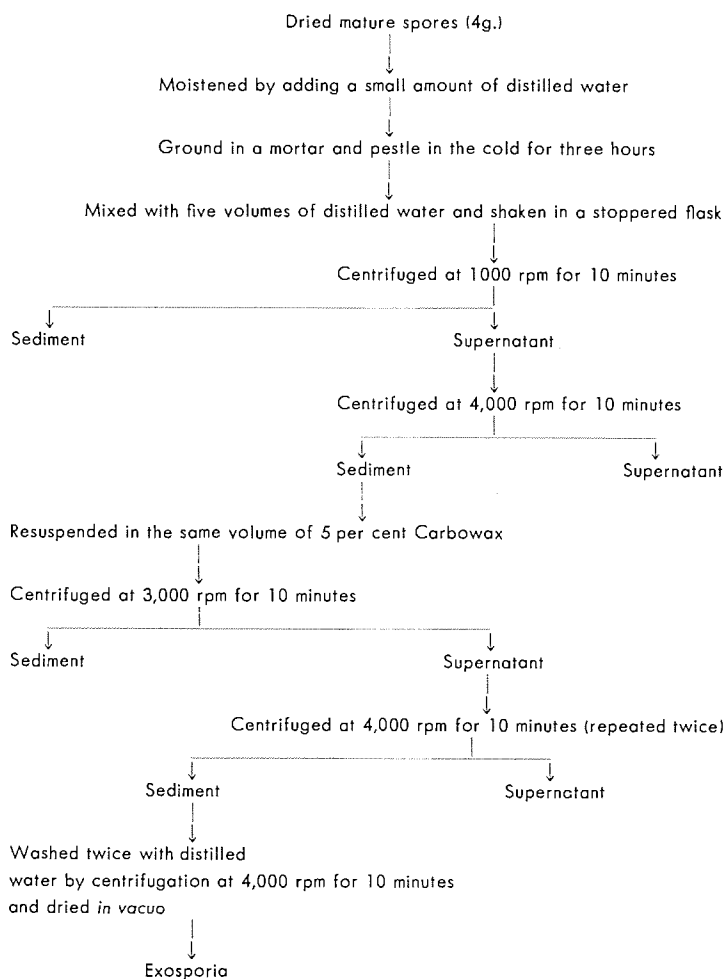 Dried mature spores (4g.)
Moistened by adding a small amount of distilled water
Ground in a mortar and pestle in the cold for three hours
Mixed with five volumes of distilled water and shaken in a stoppered flask
Centrifuged at 1000 rpm for 10 minutes
Sediment Supernatant
Centrifuged at 4,000 rpm for 10 minutes
Sediment Supernatant
Resuspended in the same volume of 5 per cent Carbowax
Centrifuged at 3,000 rpm for 10 minutes
Sediment Supernatant
Centrifuged at 4,000 rpm for 10 minutes (repeated twice)
Sediment Supernatant
Washed twice with distilled
water by centrifugation at 4,000 rpm for 10 minutes
and dried in vacuo
Exosporia